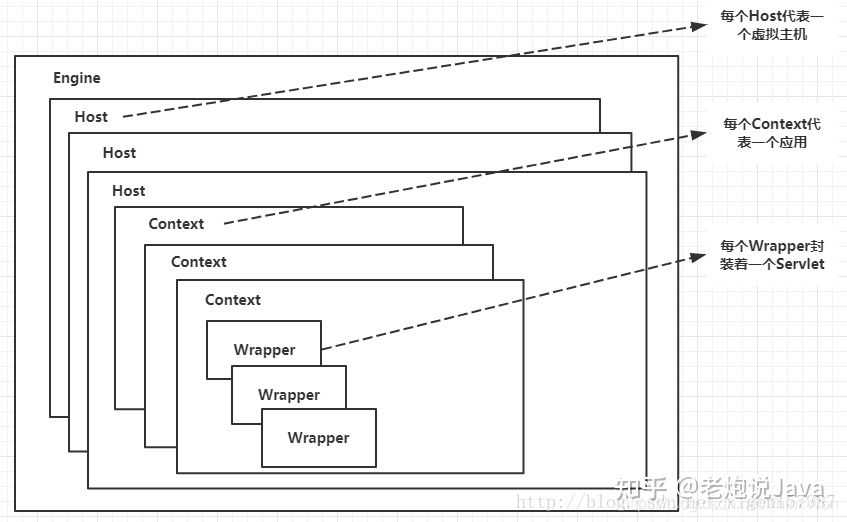 每个Host代表一
个虚拟主机
Engine
Host
Host
每个Context代
表一个应用
Host
Context
Context
每个Wrapper封
装着一个Servlet
Context
Wrapper
Wrapper
Wrapper
知乎 @老炮说Java
http://blog.